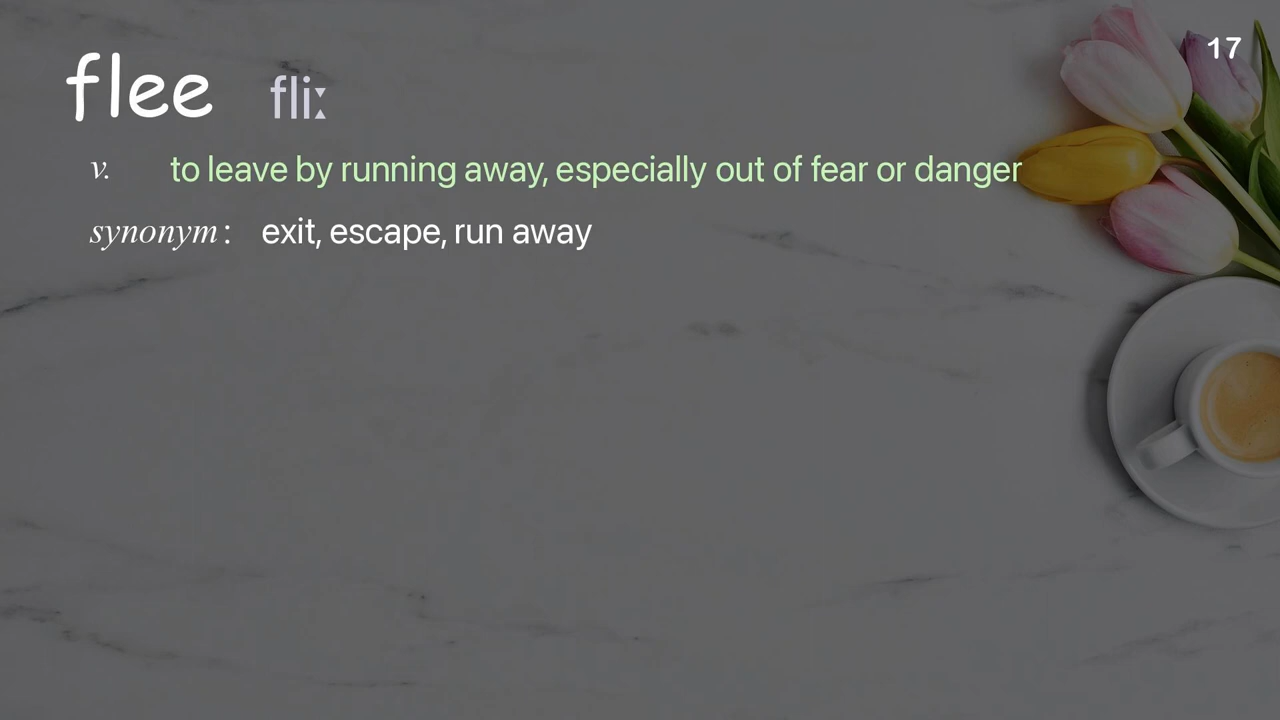 17
flee fliː
v. to leave by running away, especially out of fear or danger
synonym: exit, escape, run away